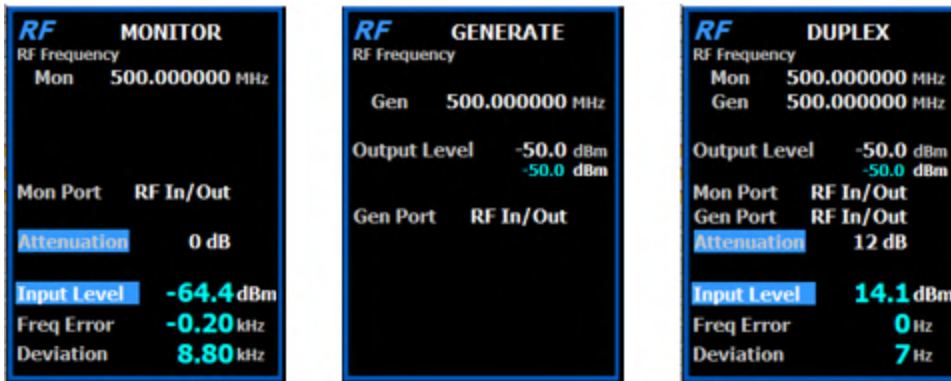 RF MONITOR
RF Frequency
Mon 500.000000 MHz
Mon Port RF In/Out
Attenuation 0 dB
Input Level -64.4 dBm
Freq Error -0.20 kHz
Deviation 8.80 kHz
RF GENERATE
RF Frequency
Gen 500.000000 MHz
Output Level -50.0 dBm
-50.0 dBm
Gen Port RF In/Out
RF DUPLEX
RF Frequency
Mon 500.000000 MHz
Gen 500.000000 MHz
Output Level -50.0 dBm
-50.0 dBm
Mon Port RF In/Out
Gen Port RF In/Out
Attenuation 12 dB
Input Level 14.1 dBm
Freq Error 0 Hz
Deviation 7 Hz